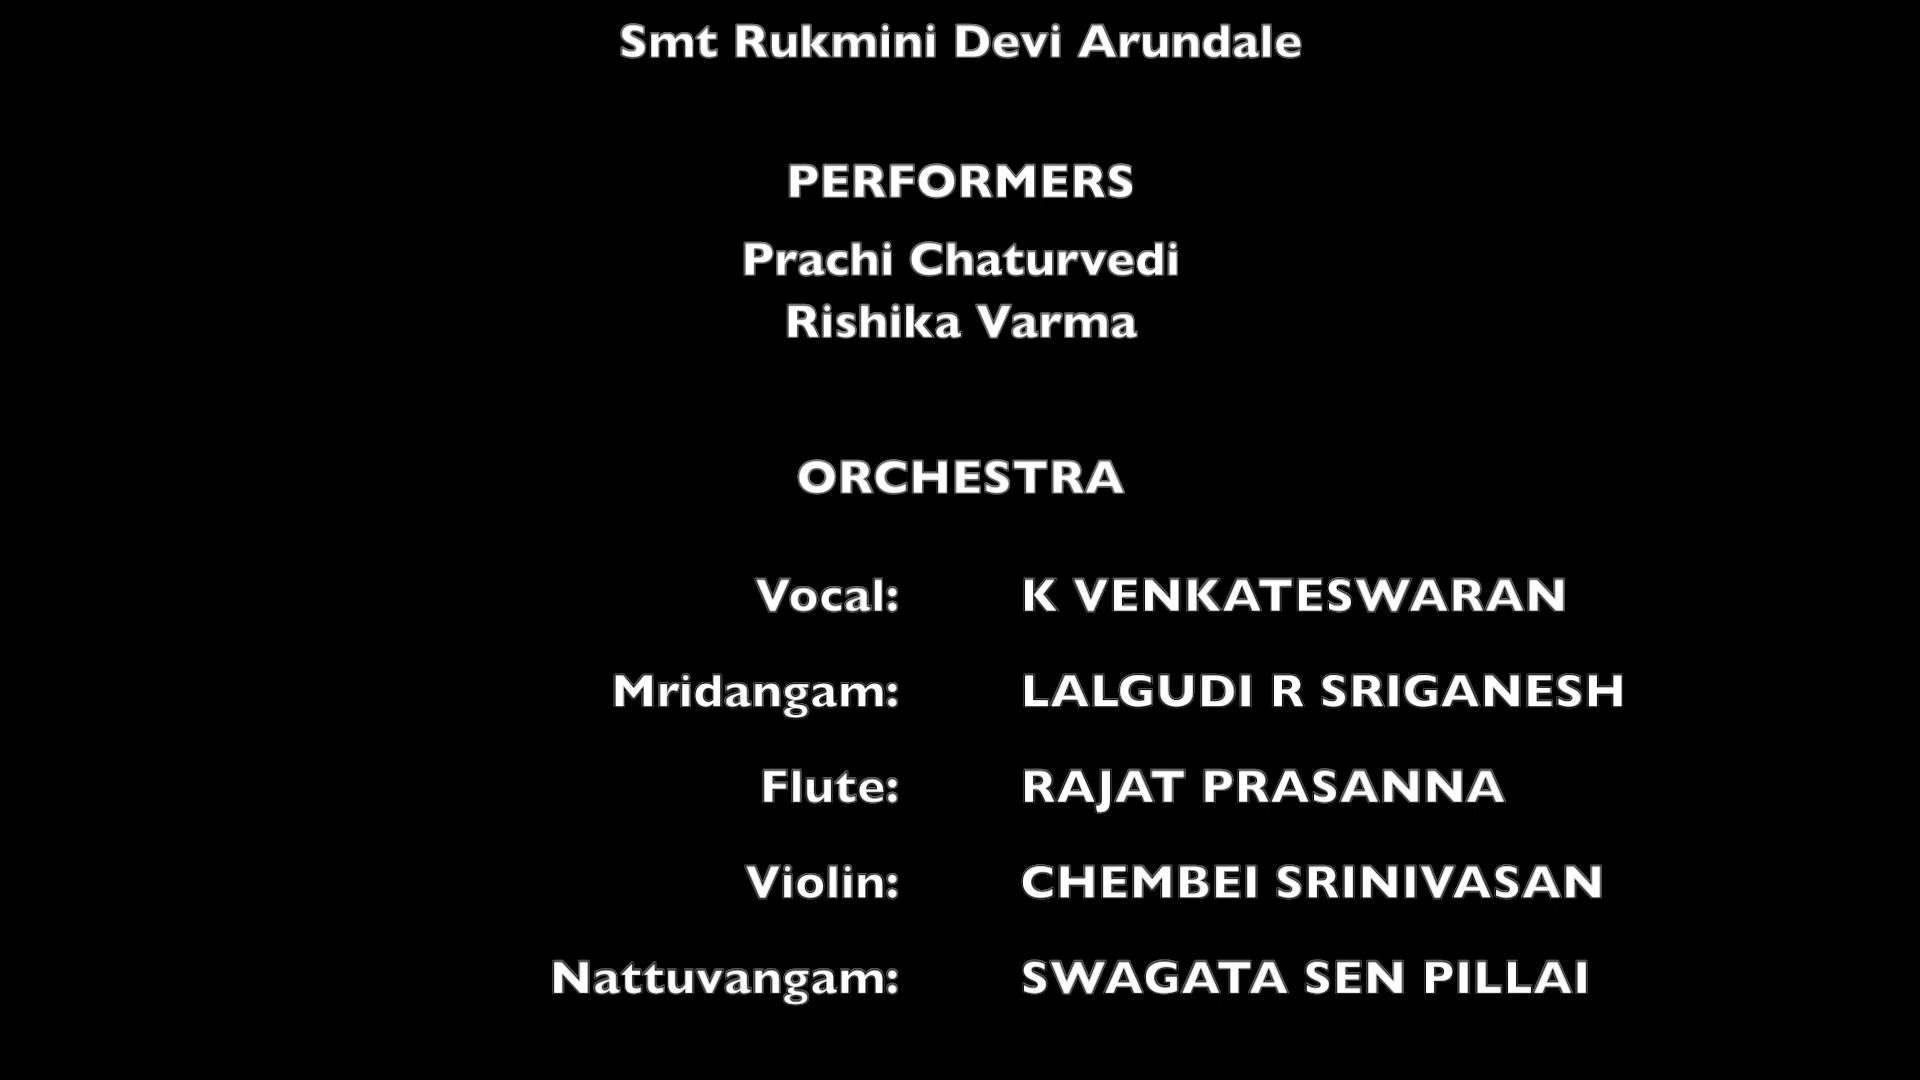 Smt Rukmini Devi Arundale
PERFORMERS
Prachi Chaturvedi
Rishika Varma
ORCHESTRA
Vocal: K VENKATESWARAN
Mridangam: LALGUDI R SRIGANESH
Flute: RAJAT PRASANNA
Violin: CHEMBEI SRINIVASAN
Nattuvangam: SWAGATA SEN PILLAI